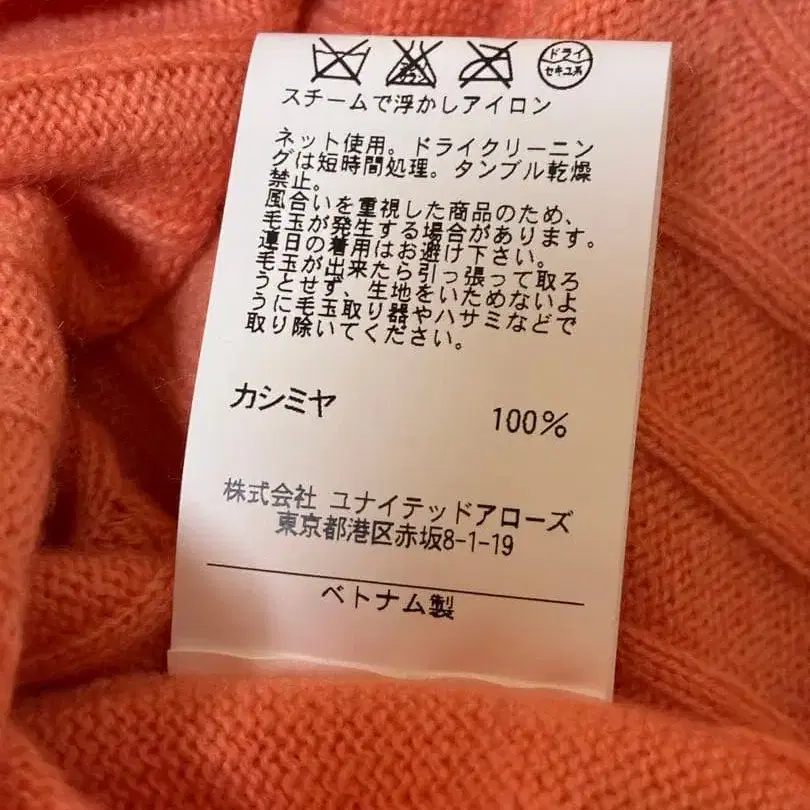 ドライ
セキユ系
スチームで浮かしアイロン
ネット使用。ドライクリーニン
グは短時間処理。タンブル乾燥
禁止。
風合いを重視した商品のため、
毛玉が発生する場合があります。
連日の着用はお避け下さい。
毛玉が出来たら引っ張って取ろ
うとせず、生地をいためないよ
うに毛玉取り器やハサミなどで
取り除いてください。
カシミヤ 100%
株式会社 ユナイテッドアローズ
東京都港区赤坂8-1-19
ベトナム製